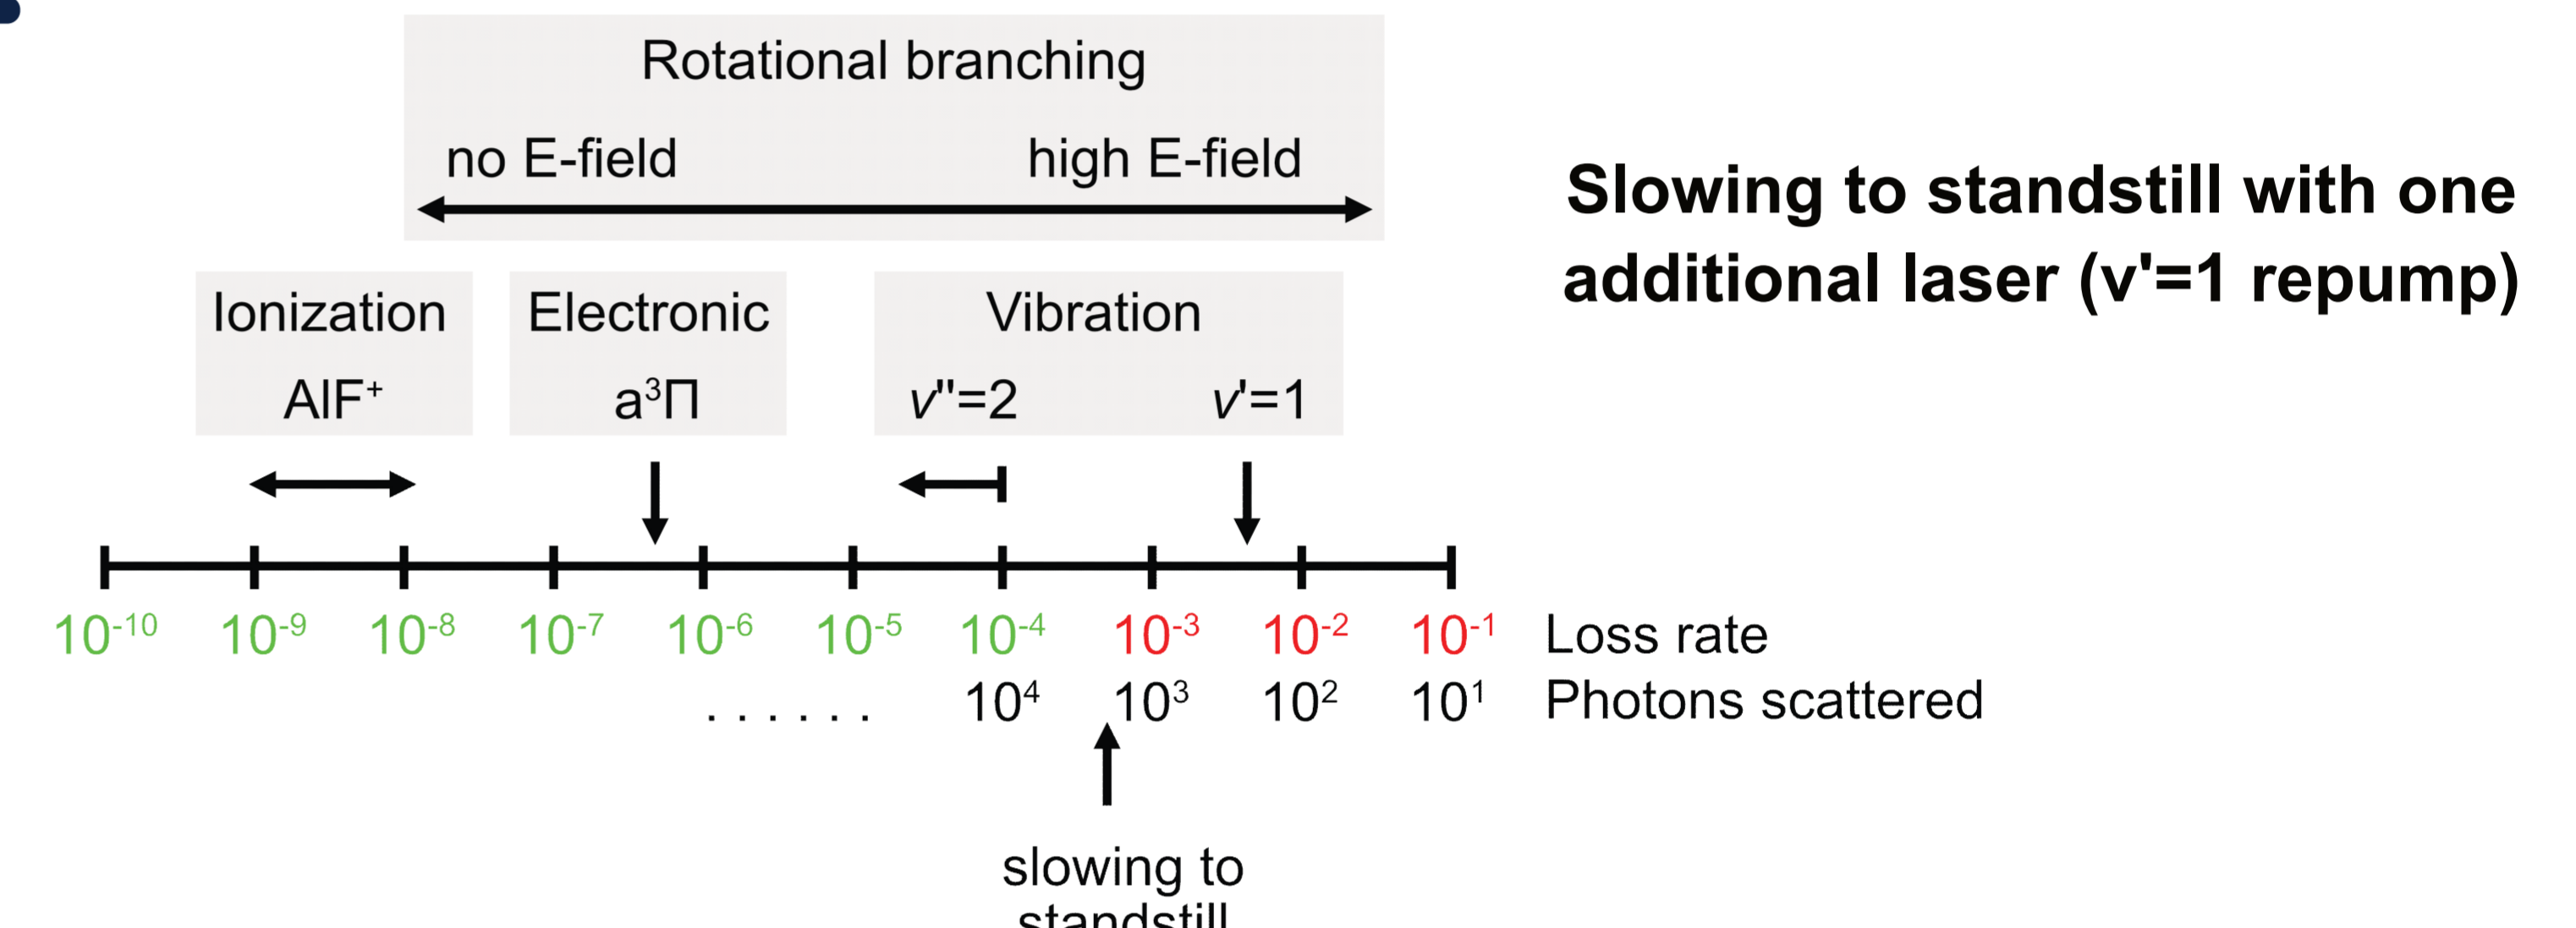 Rotational branching
no E-field high E-field
Slowing to standstill with one
additional laser (v'=1 repump)
Ionization Electronic Vibration
AlF⁺ a³Π v''=2 v'=1
10⁻¹⁰ 10⁻⁹ 10⁻⁸ 10⁻⁷ 10⁻⁶ 10⁻⁵ 10⁻⁴ 10⁻³ 10⁻² 10⁻¹ Loss rate
. . . . . . 10⁴ 10³ 10² 10¹ Photons scattered
slowing to
standstill